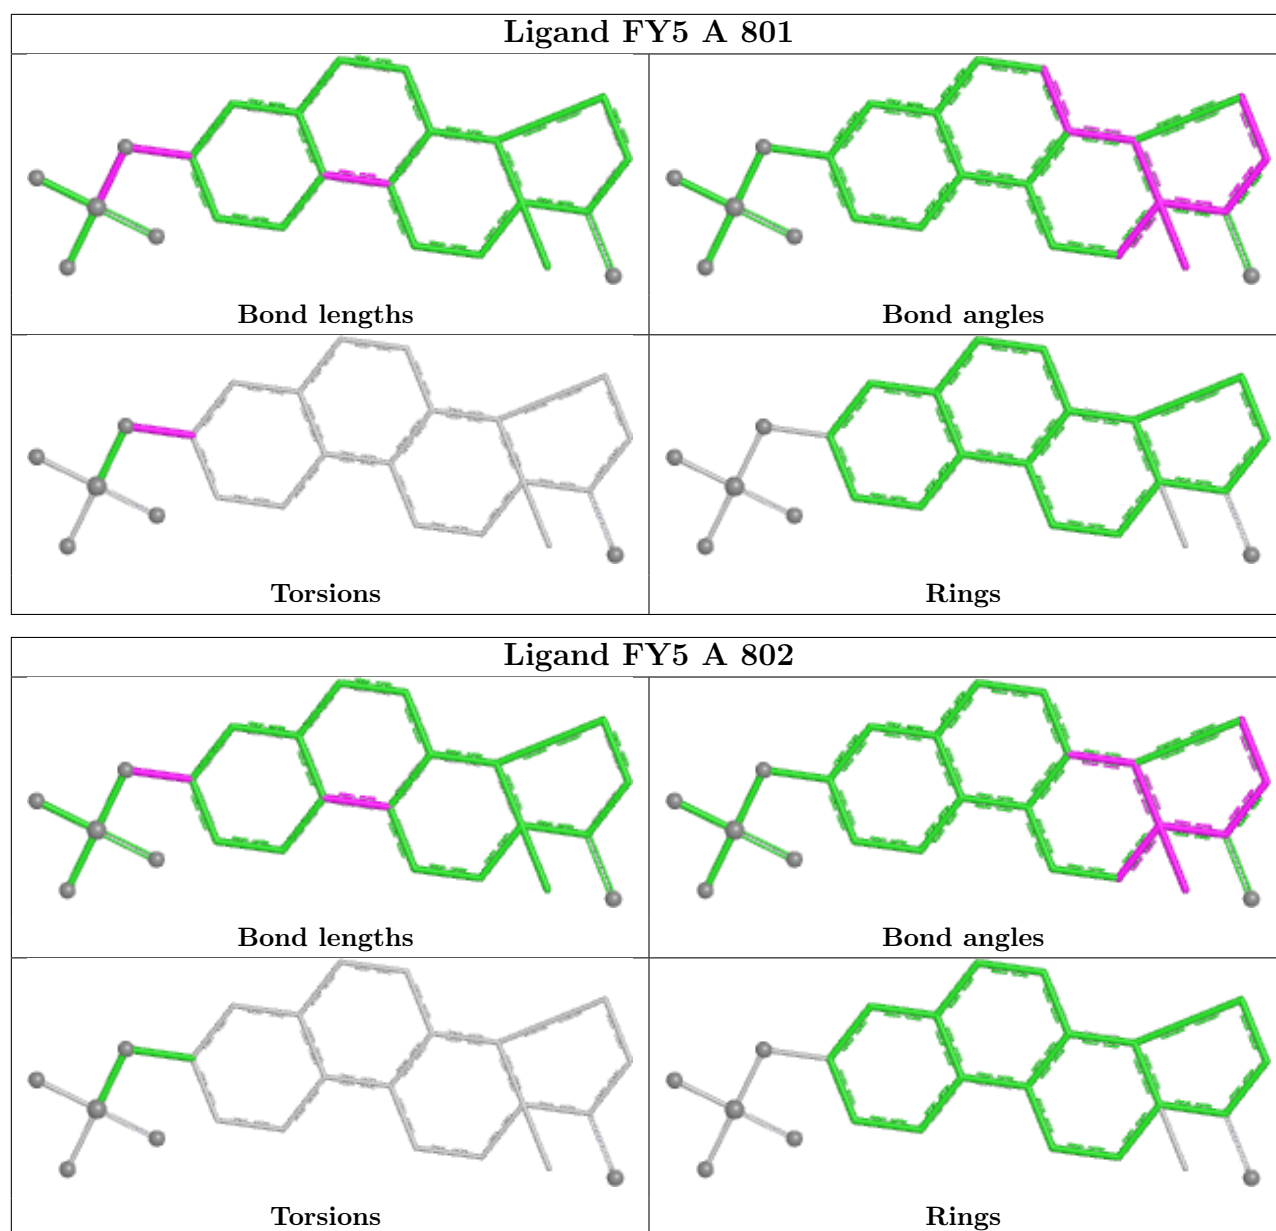 Ligand FY5 A 801
Bond lengths
Bond angles
Torsions
Rings
Ligand FY5 A 802
Bond lengths
Bond angles
Torsions
Rings